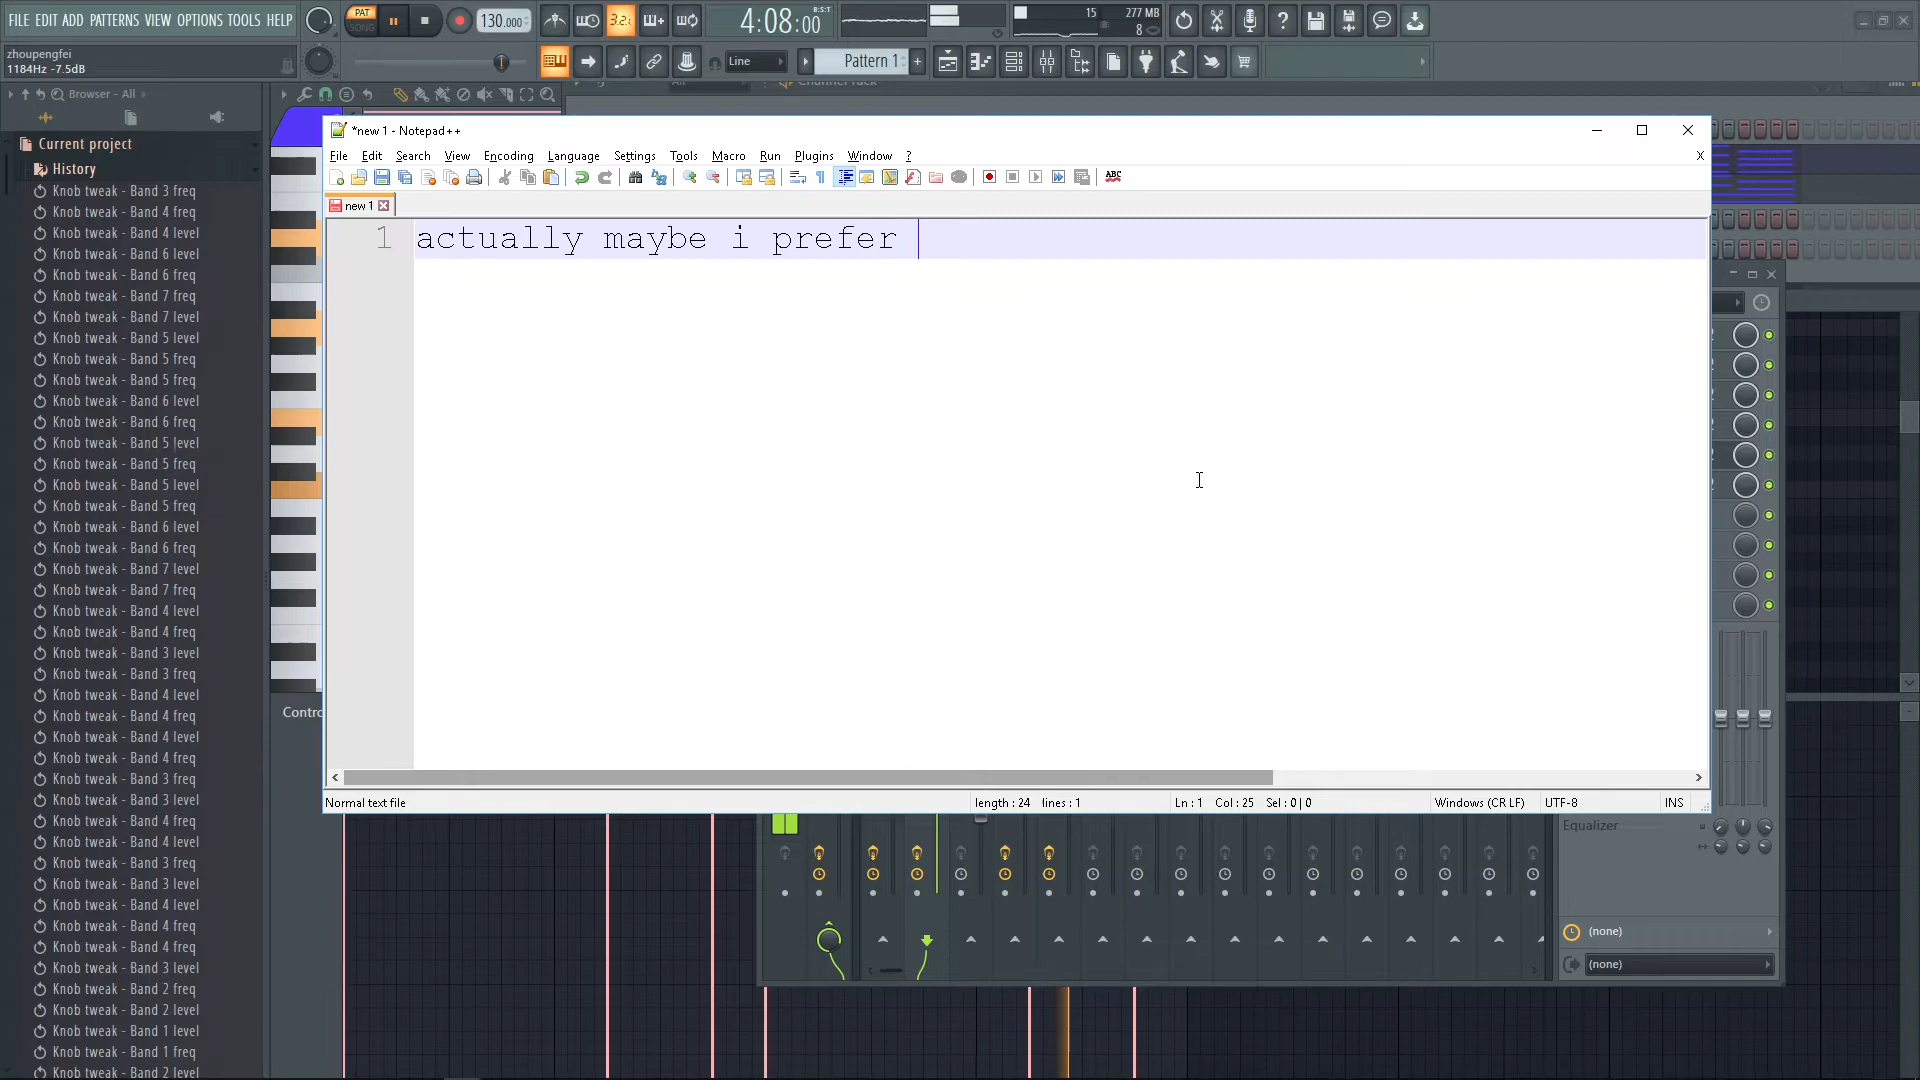 FILE EDIT ADD PATTERNS VIEW OPTIONS TOOLS HELP
PAT
SONG
130.000
3.2.
4:08:00
B:S:T
15
277 MB
8
zhoupengfei
1184Hz -7.5dB
Line
Pattern 1
+
Browser - All
Channel rack
Current project
History
Knob tweak - Band 3 freq
Knob tweak - Band 4 freq
Knob tweak - Band 4 level
Knob tweak - Band 6 level
Knob tweak - Band 6 freq
Knob tweak - Band 7 freq
Knob tweak - Band 7 level
Knob tweak - Band 5 level
Knob tweak - Band 5 freq
Knob tweak - Band 5 freq
Knob tweak - Band 6 level
Knob tweak - Band 6 freq
Knob tweak - Band 5 level
Knob tweak - Band 5 freq
Knob tweak - Band 5 level
Knob tweak - Band 5 freq
Knob tweak - Band 6 level
Knob tweak - Band 6 freq
Knob tweak - Band 7 level
Knob tweak - Band 7 freq
Knob tweak - Band 4 level
Knob tweak - Band 4 freq
Knob tweak - Band 3 level
Knob tweak - Band 3 freq
Knob tweak - Band 4 level
Knob tweak - Band 4 freq
Knob tweak - Band 4 level
Knob tweak - Band 4 freq
Knob tweak - Band 3 freq
Knob tweak - Band 3 level
Knob tweak - Band 4 freq
Knob tweak - Band 4 level
Knob tweak - Band 3 freq
Knob tweak - Band 3 level
Knob tweak - Band 4 level
Knob tweak - Band 4 freq
Knob tweak - Band 4 freq
Knob tweak - Band 3 level
Knob tweak - Band 2 freq
Knob tweak - Band 2 level
Knob tweak - Band 1 level
Knob tweak - Band 1 freq
Knob tweak - Band 2 level
*new 1 - Notepad++
File Edit Search View Encoding Language Settings Tools Macro Run Plugins Window ?
X
ABC
new 1
1 actually maybe i prefer
Normal text file
length : 24 lines : 1
Ln : 1 Col : 25 Sel : 0 | 0
Windows (CR LF)
UTF-8
INS
Contro
Equalizer
(none)
(none)